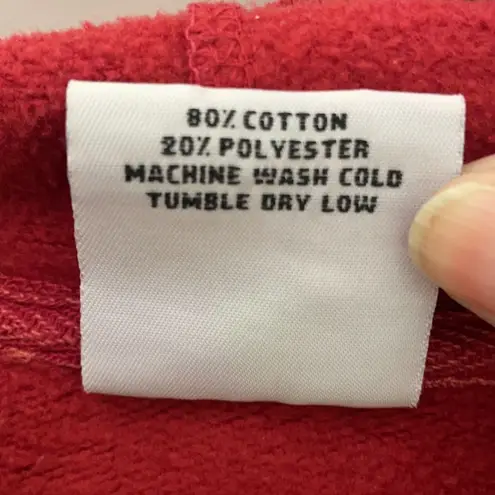 80% COTTON
20% POLYESTER
MACHINE WASH COLD
TUMBLE DRY LOW